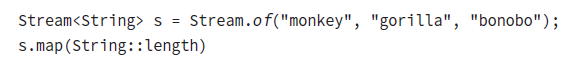 Stream<String> s = Stream.of("monkey", "gorilla", "bonobo");
s.map(String::length)